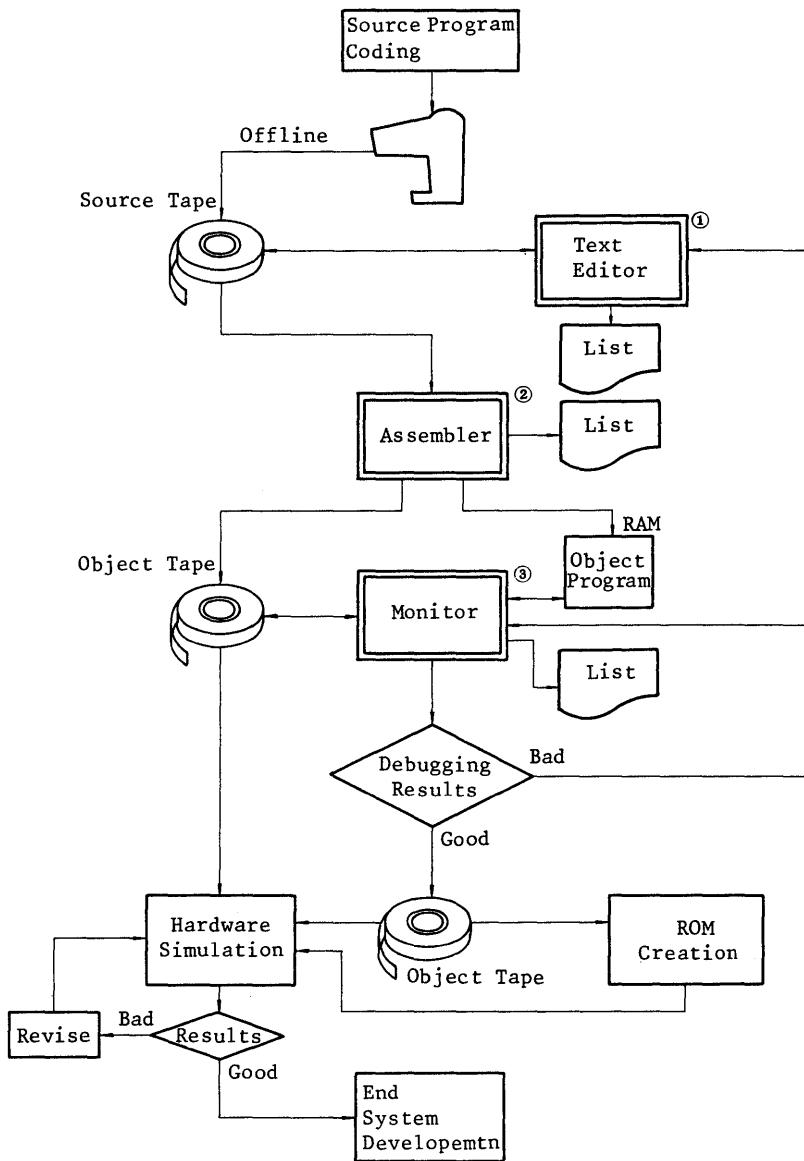 Source Program
Coding
Offline
Source Tape
①
Text
Editor
List
②
Assembler
List
RAM
Object
Program
Object Tape
③
Monitor
List
Debugging
Results
Bad
Good
Hardware
Simulation
Object Tape
ROM
Creation
Revise
Bad
Results
Good
End
System
Developemtn